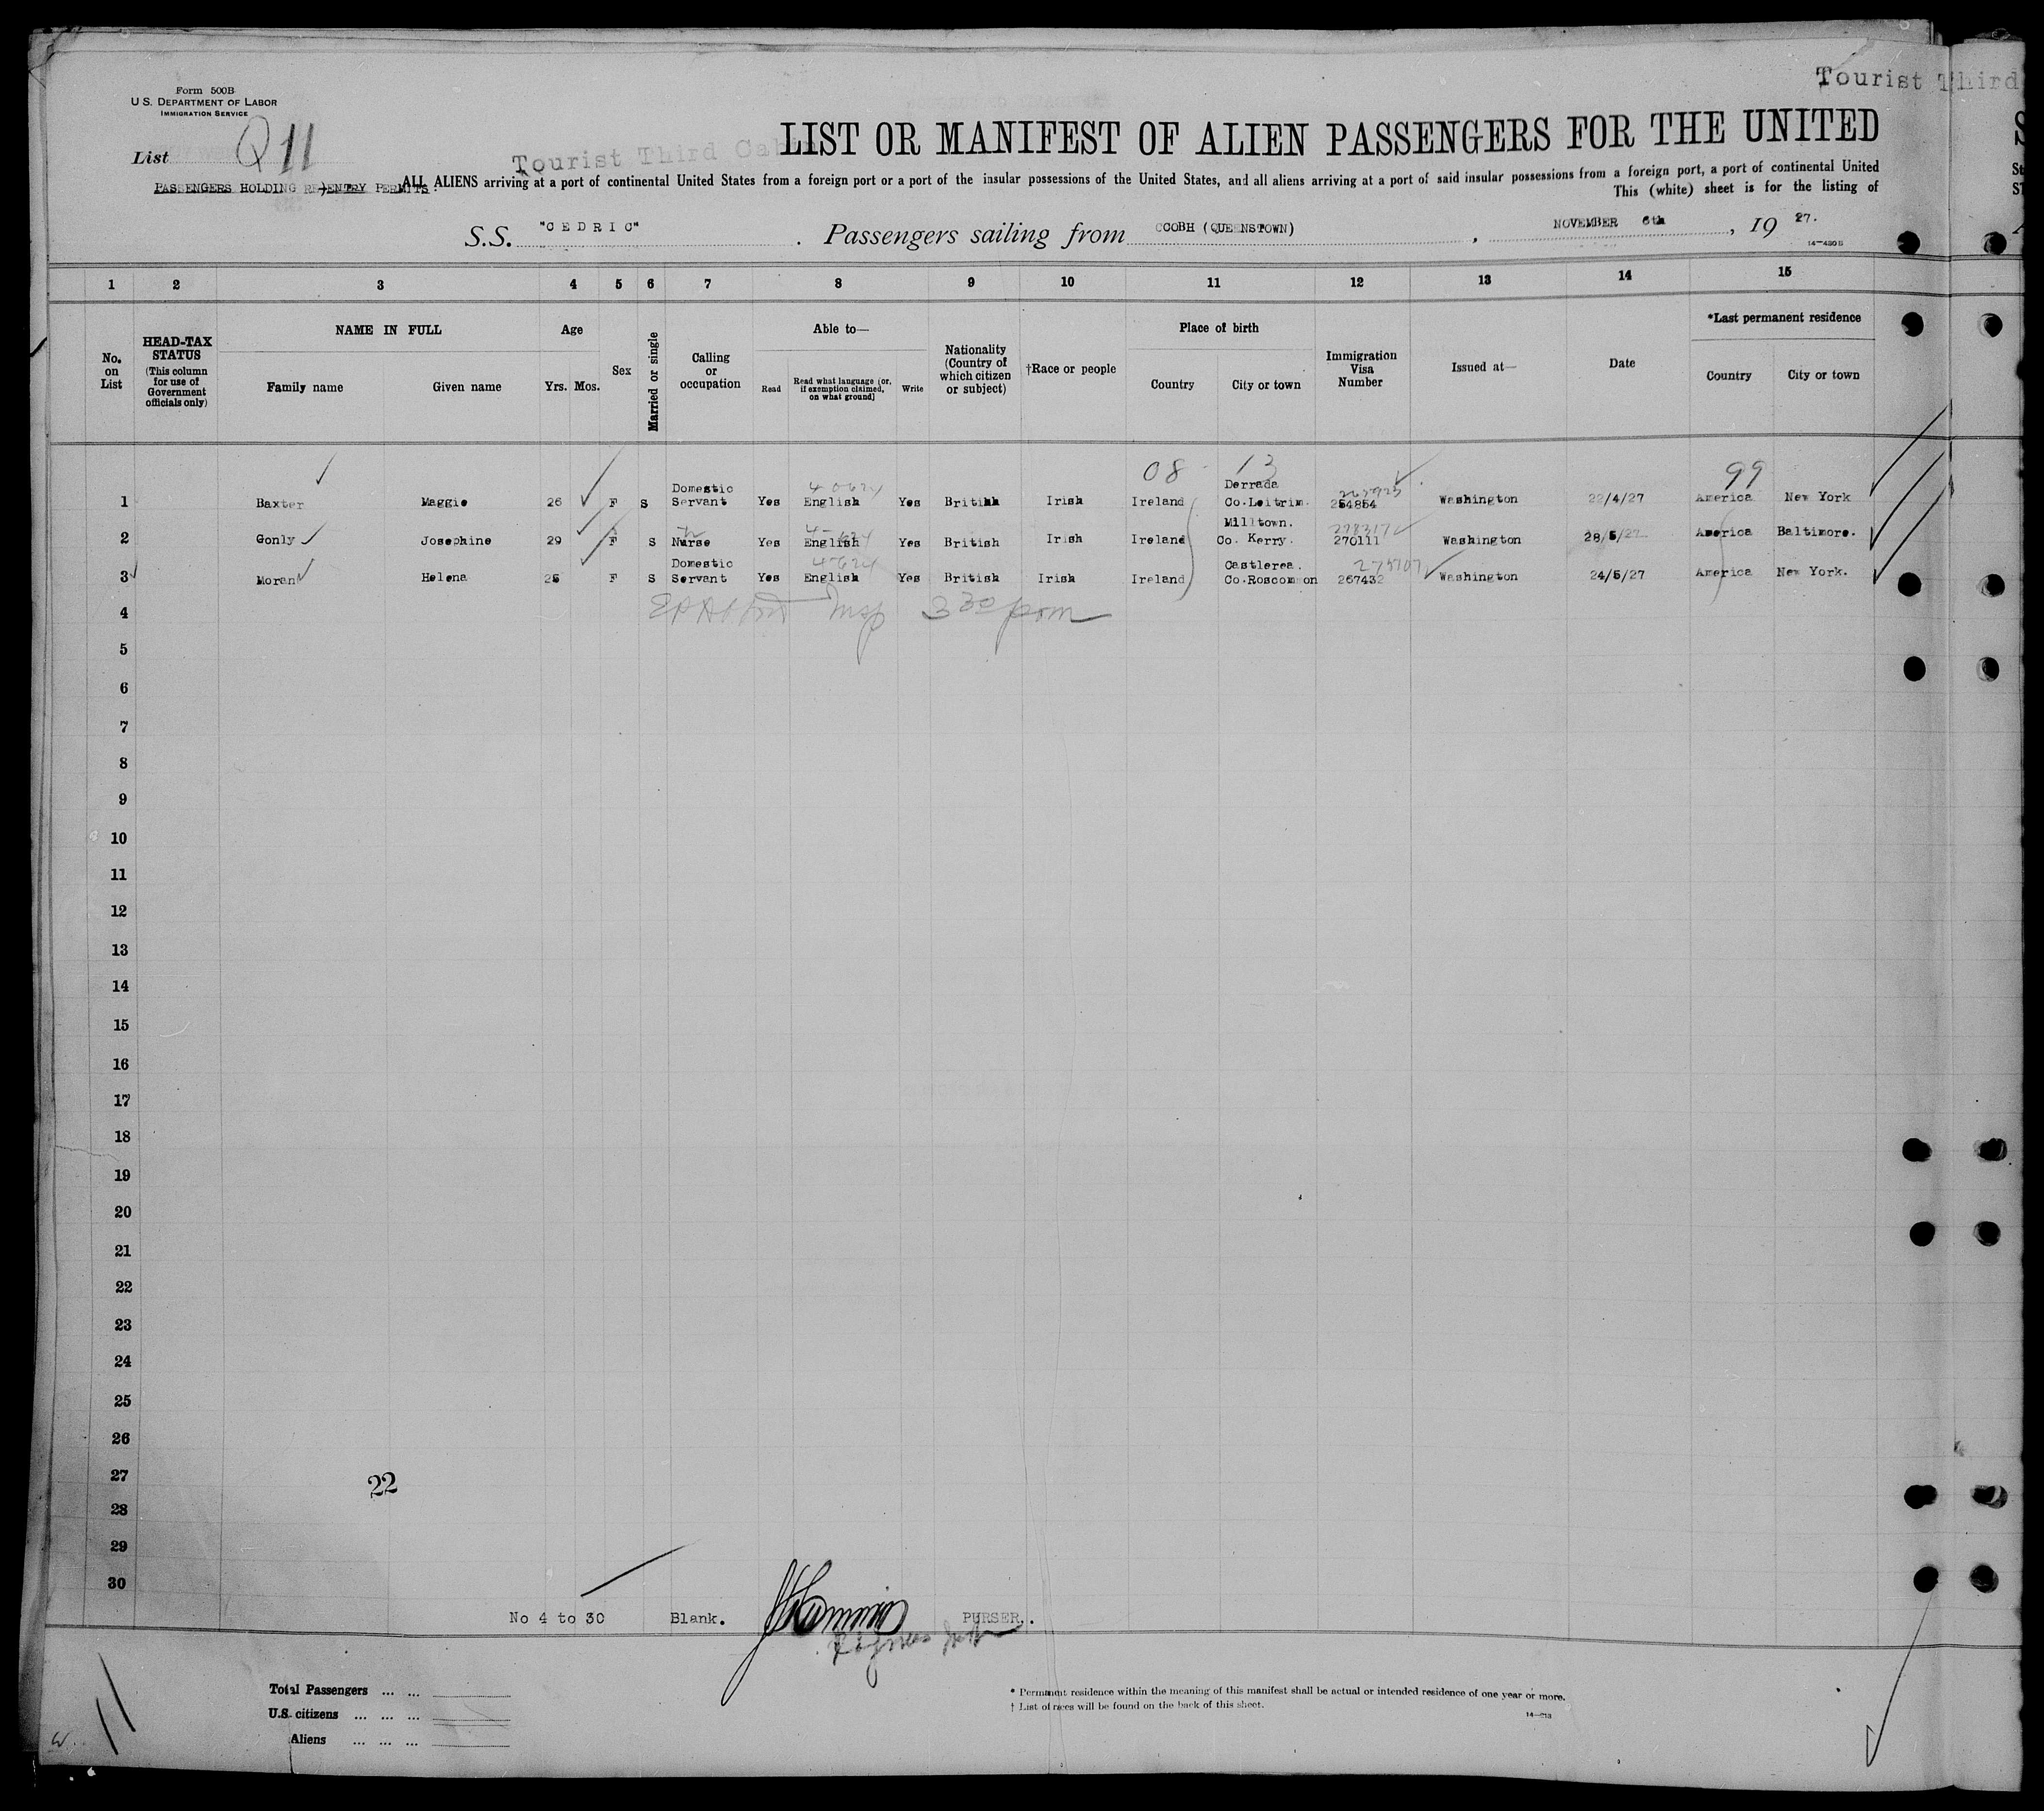 Tourist Third
Form 500B
U. S. DEPARTMENT OF LABOR
IMMIGRATION SERVICE
List Q 11
Tourist Third Cabin
LIST OR MANIFEST OF ALIEN PASSENGERS FOR THE UNITED
PASSENGERS HOLDING RE-ENTRY PERMITS.
ALL ALIENS arriving at a port of continental United States from a foreign port or a port of the insular possessions of the United States, and all aliens arriving at a port of said insular possessions from a foreign port, a port of continental United
This (white) sheet is for the listing of
S.S. "CEDRIC". Passengers sailing from COOBH (QUEENSTOWN), NOVEMBER 6th, 19 27.
14—430B
1 2 3 4 5 6 7 8 9 10 11 12 13 14 15
No. on List
HEAD-TAX STATUS (This column for use of Government officials only)
NAME IN FULL
Family name Given name
Age
Yrs. Mos.
Sex
Married or single
Calling or occupation
Able to—
Read
Read what language (or, if exemption claimed, on what ground)
Write
Nationality (Country of which citizen or subject)
†Race or people
Place of birth
Country City or town
Immigration Visa Number
Issued at—
Date
*Last permanent residence
Country City or town
08 13 99
1 Baxter Maggie 26 F S Domestic Servant Yes English Yes British Irish Ireland Derrada Co.Leitrim. 254854 Washington 22/4/27 America New York
2 Gonly Josephine 29 F S Nurse Yes English Yes British Irish Ireland Milltown. Co. Kerry. 278317 270111 Washington 28/5/27 America Baltimore.
3 Moran Helena 25 F S Domestic Servant Yes English Yes British Irish Ireland Castlerea. Co.Roscommon 267432 Washington 24/5/27 America New York.
4 Insp 3 30 pm
5
6
7
8
9
10
11
12
13
14
15
16
17
18
19
20
21
22
23
24
25
26
27
22
28
29
30
No 4 to 30 Blank. PURSER.
Total Passengers ... ...
U.S. citizens ... ... ...
Aliens ... ... ...
* Permanent residence within the meaning of this manifest shall be actual or intended residence of one year or more.
† List of races will be found on the back of this sheet.
14—213
11